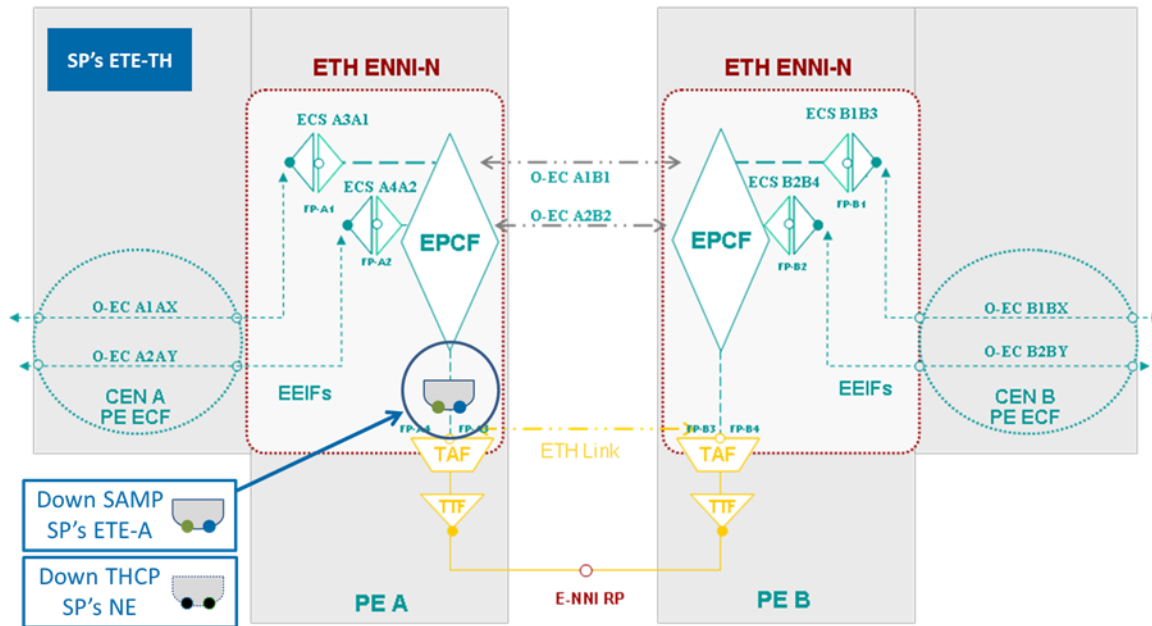 SP's ETE-TH
ETH ENNI-N
ETH ENNI-N
ECS A3A1
ECS B1B3
O-EC A1B1
ECS A4A2
ECS B2B4
FP-A1
FP-B1
O-EC A2B2
EPCF
EPCF
FP-A2
FP-B2
O-EC A1AX
O-EC B1BX
O-EC A2AY
O-EC B2BY
CEN A
PE ECF
EEIFs
EEIFs
CEN B
PE ECF
FP-B3
FP-B4
TAF
ETH Link
TAF
Down SAMP
SP's ETE-A
TTF
TTF
Down THCP
SP's NE
PE A
E-NNI RP
PE B